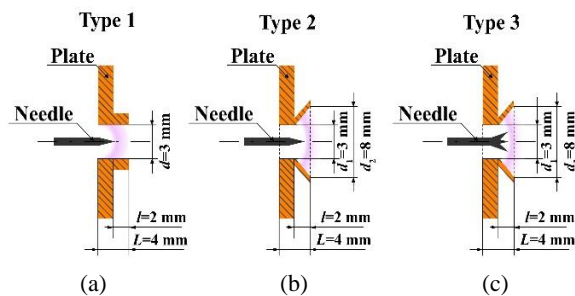 Type 1
Type 2
Type 3
Plate
Plate
Plate
Needle
Needle
Needle
d=3 mm
d₁=3 mm
d₂=8 mm
d₁=3 mm
d₂=8 mm
l=2 mm
l=2 mm
l=2 mm
L=4 mm
L=4 mm
L=4 mm
(a)
(b)
(c)